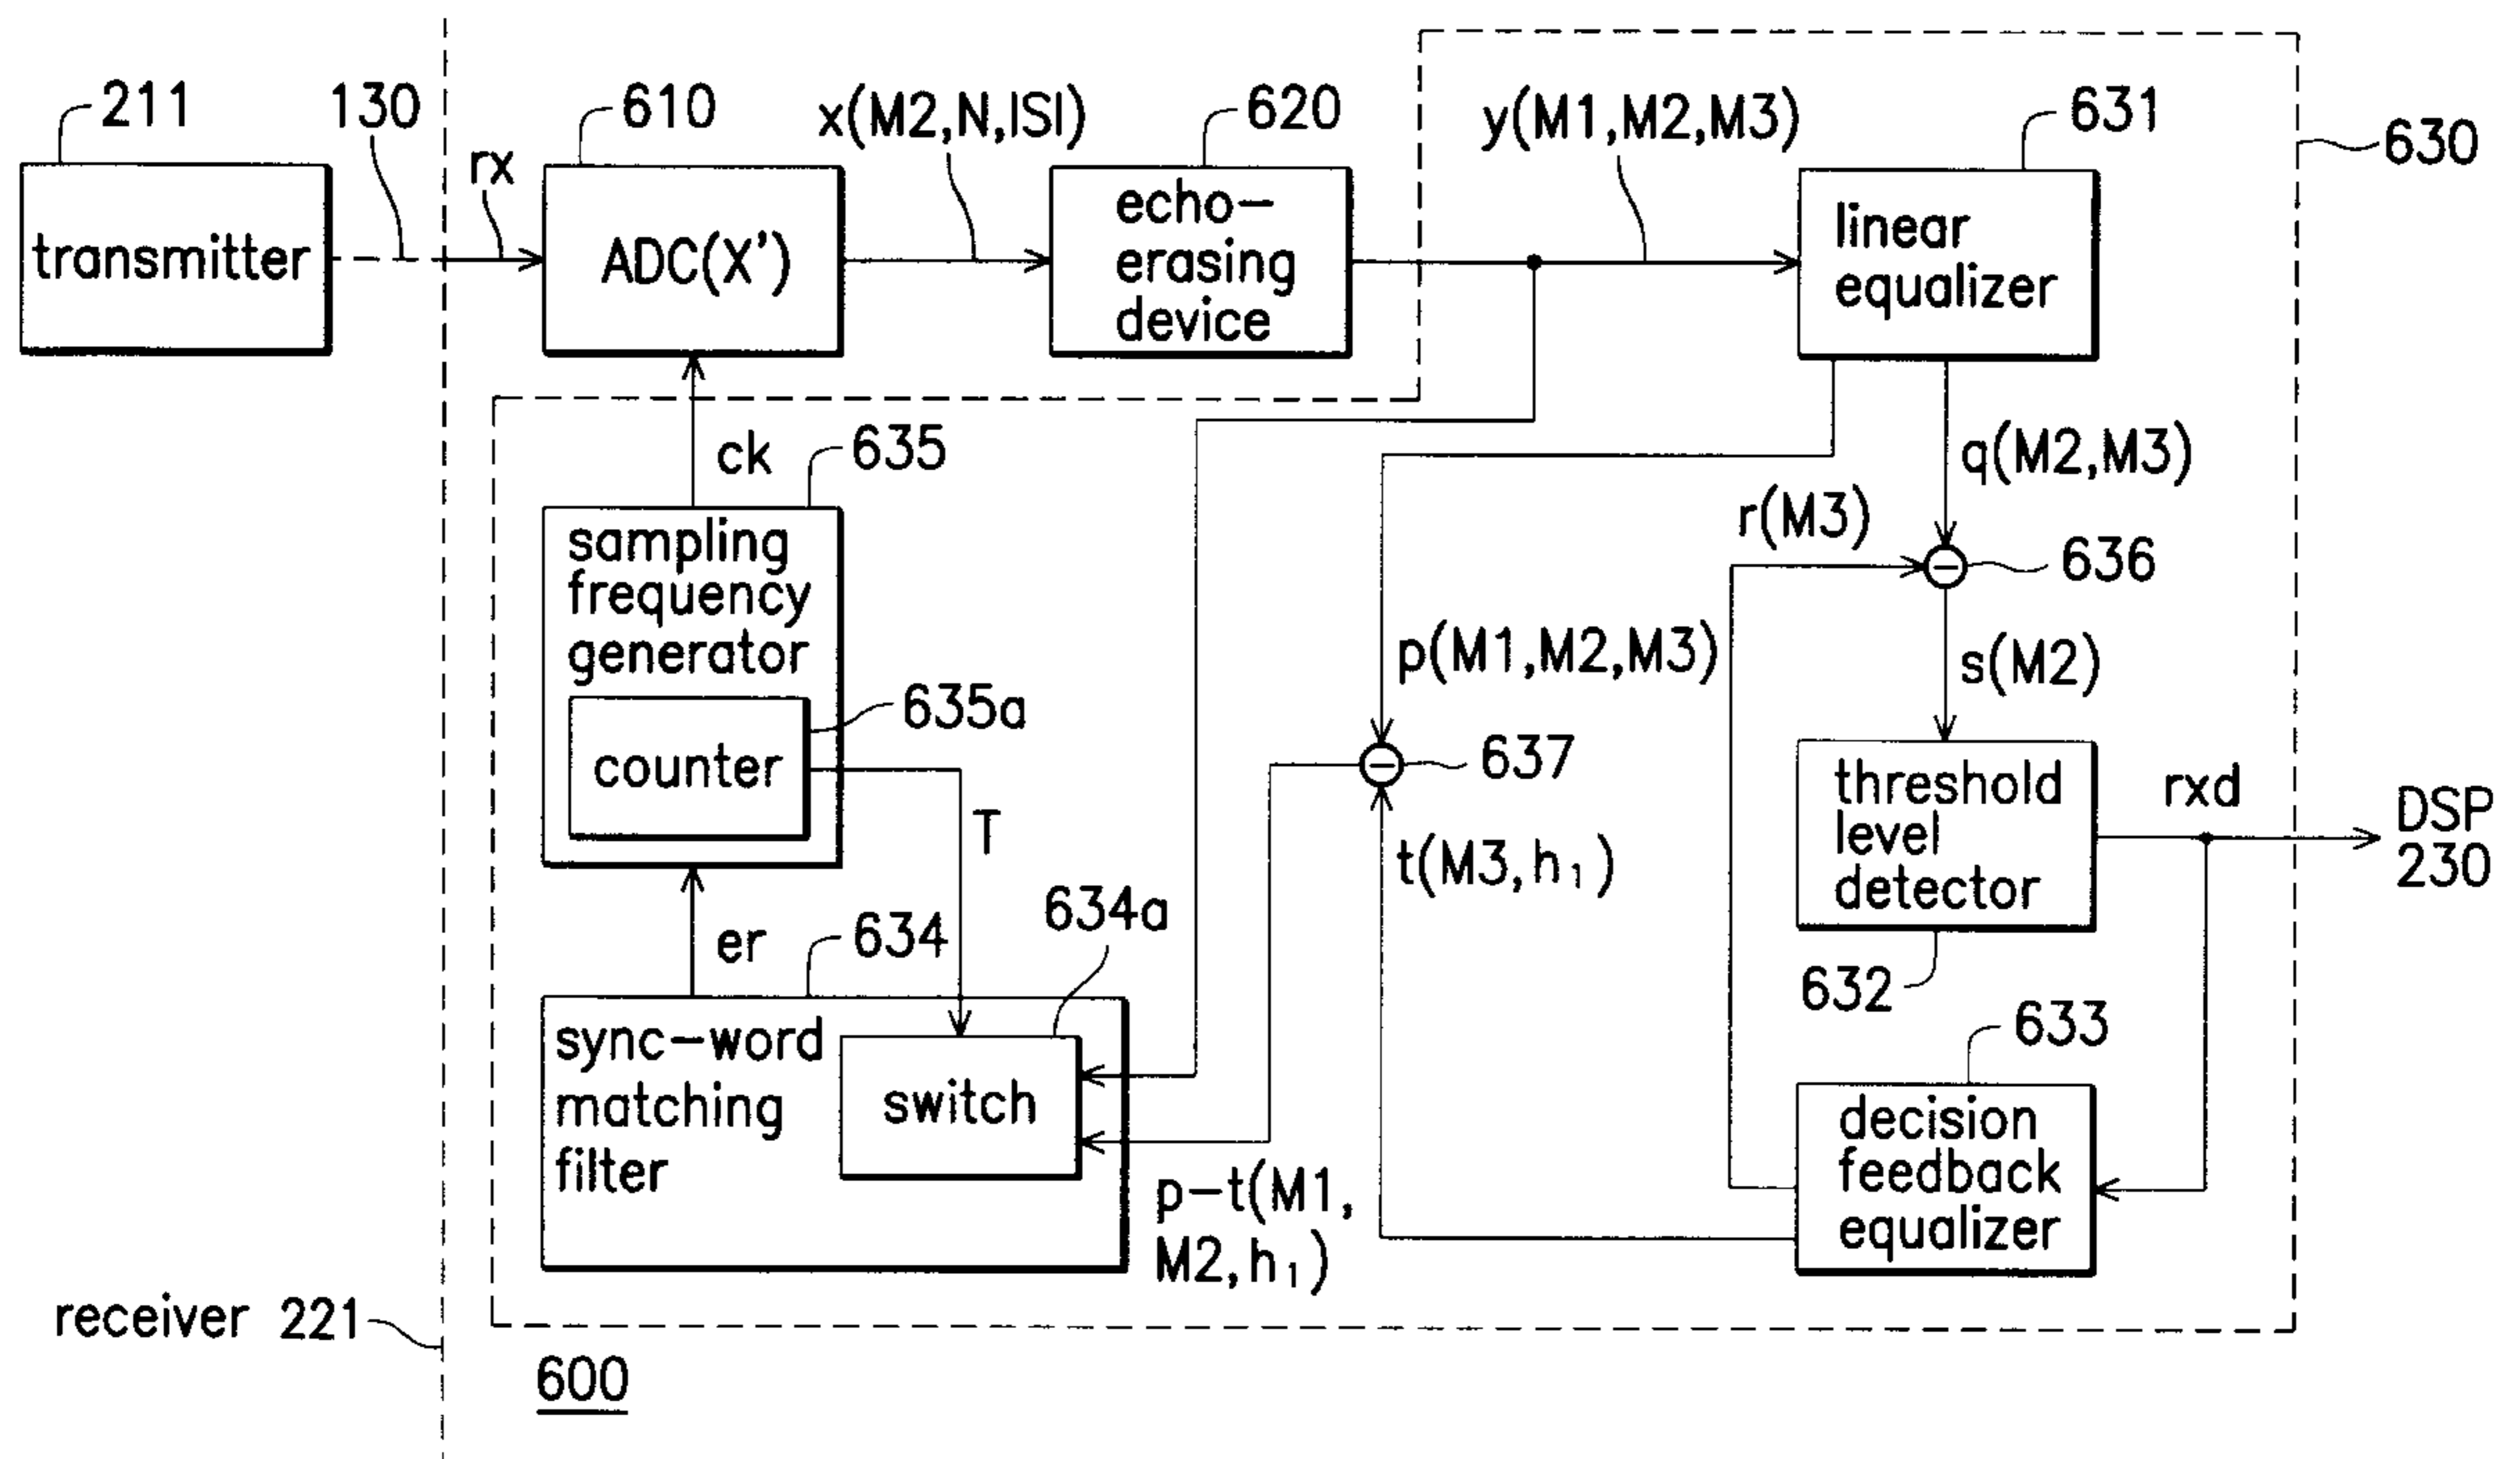 211
130
rx
610
x(M2,N,ISI)
620
y(M1,M2,M3)
631
630
transmitter
ADC(X')
echo-
erasing
device
linear
equalizer
ck
635
q(M2,M3)
r(M3)
636
sampling
frequency
generator
635a
counter
T
p(M1,M2,M3)
s(M2)
637
t(M3,h₁)
threshold
level
detector
rxd
DSP
230
632
er
634
634a
633
sync-word
matching
filter
switch
p-t(M1,
M2,h₁)
decision
feedback
equalizer
receiver 221
600